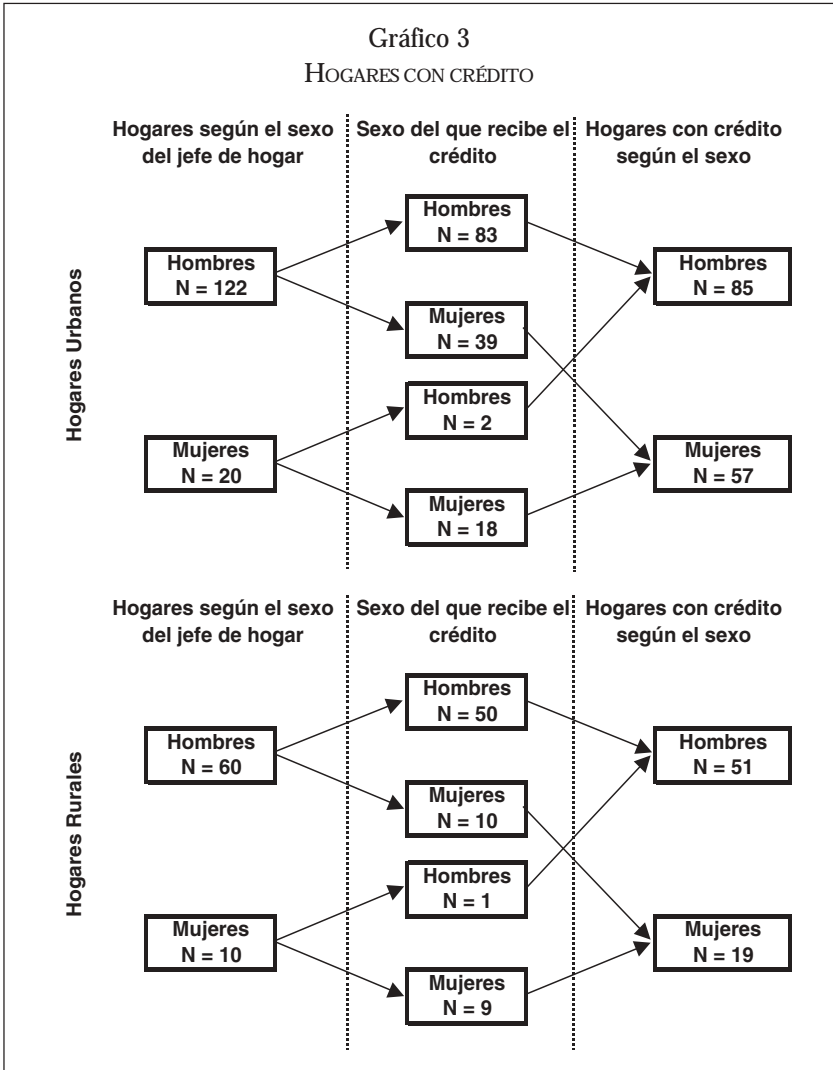 Gráfico 3
HOGARES CON CRÉDITO
Hogares según el sexo
del jefe de hogar
Sexo del que recibe el
crédito
Hogares con crédito
según el sexo
Hogares Urbanos
Hombres
N = 122
Mujeres
N = 20
Hombres
N = 83
Mujeres
N = 39
Hombres
N = 2
Mujeres
N = 18
Hombres
N = 85
Mujeres
N = 57
Hogares según el sexo
del jefe de hogar
Sexo del que recibe el
crédito
Hogares con crédito
según el sexo
Hogares Rurales
Hombres
N = 60
Mujeres
N = 10
Hombres
N = 50
Mujeres
N = 10
Hombres
N = 1
Mujeres
N = 9
Hombres
N = 51
Mujeres
N = 19